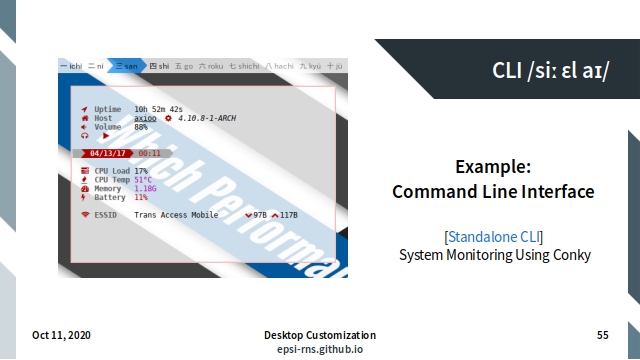 CLI /siː ɛl aɪ/
一 ichi 二 ni 三 san 四 shi 五 go 六 roku 七 shichi 八 hachi 九 kyū 十 jū
Uptime 10h 52m 42s
Host axioo 4.10.8-1-ARCH
Volume 88%
04/13/17 00:11
CPU Load 17%
CPU Temp 51°C
Memory 1.18G
Battery 11%
ESSID Trans Access Mobile 97B 117B
Which Performa
Example:
Command Line Interface
[Standalone CLI]
System Monitoring Using Conky
Oct 11, 2020
Desktop Customization
epsi-rns.github.io
55